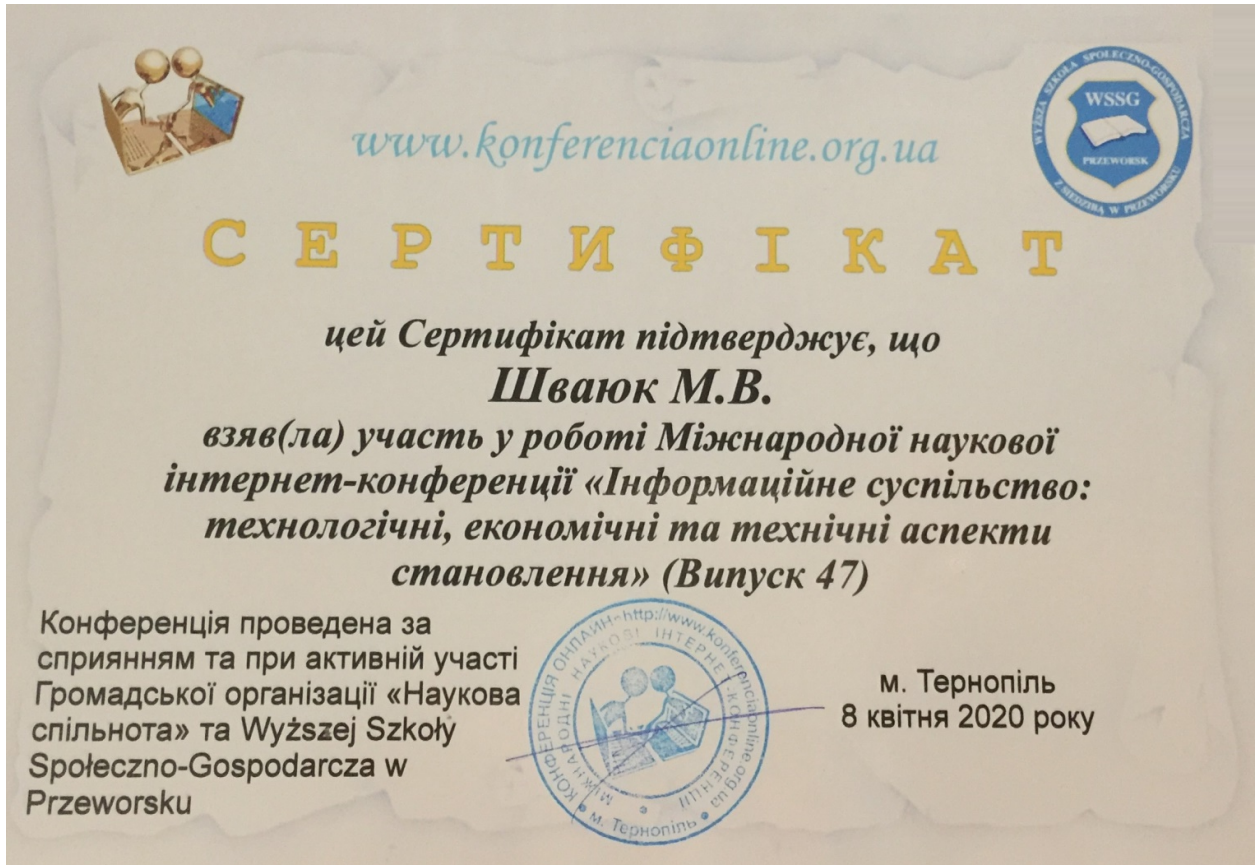 www.konferenciaonline.org.ua
WYŻSZA SZKOŁA SPOŁECZNO-GOSPODARCZA
WSSG
PRZEWORSK
Z SIEDZIBĄ W PRZEWORSKU
СЕРТИФІКАТ
цей Сертифікат підтверджує, що
Шваюк М.В.
взяв(ла) участь у роботі Міжнародної наукової
інтернет-конференції «Інформаційне суспільство:
технологічні, економічні та технічні аспекти
становлення» (Випуск 47)
Конференція проведена за
сприянням та при активній участі
Громадської організації «Наукова
спільнота» та Wyższej Szkoły
Społeczno-Gospodarcza w
Przeworsku
КОНФЕРЕНЦІЯ ОНЛАЙН-http://www.konferenciaonline.org.ua
МІЖНАРОДНІ НАУКОВІ ІНТЕРНЕТ-КОНФЕРЕНЦІЇ
м. Тернопіль
м. Тернопіль
8 квітня 2020 року